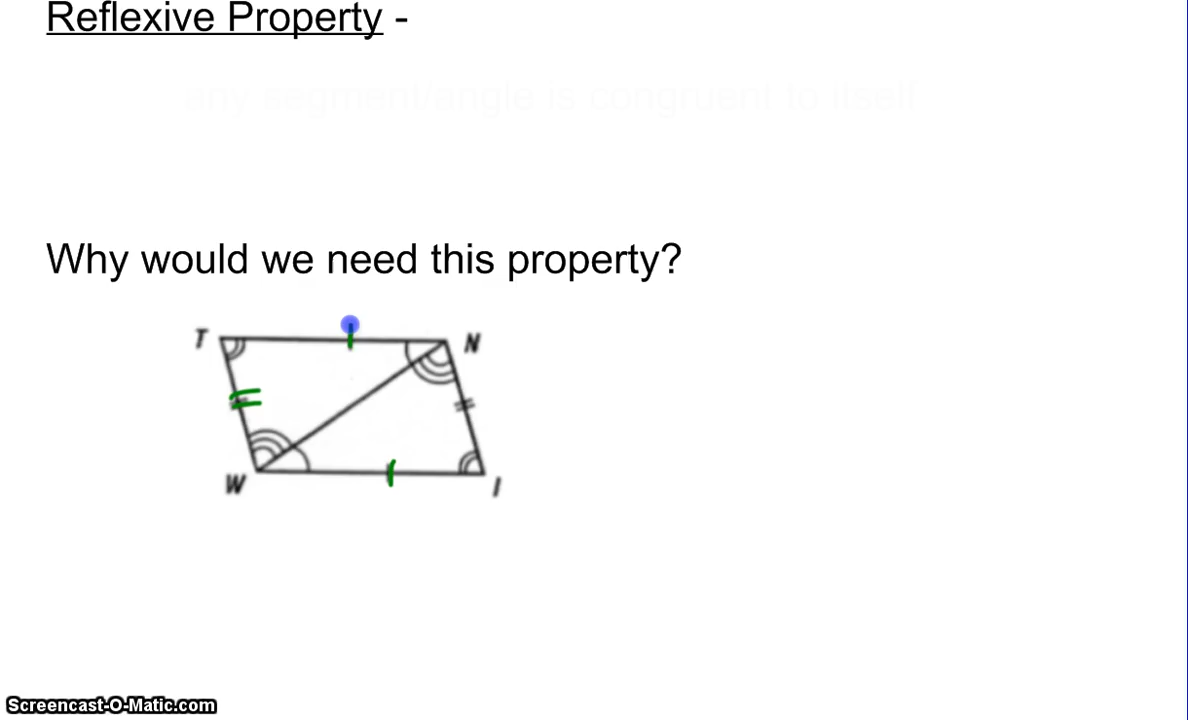 Reflexive Property -
any segment/angle is congruent to itself
Why would we need this property?
T
N
W
I
Screencast-O-Matic.com